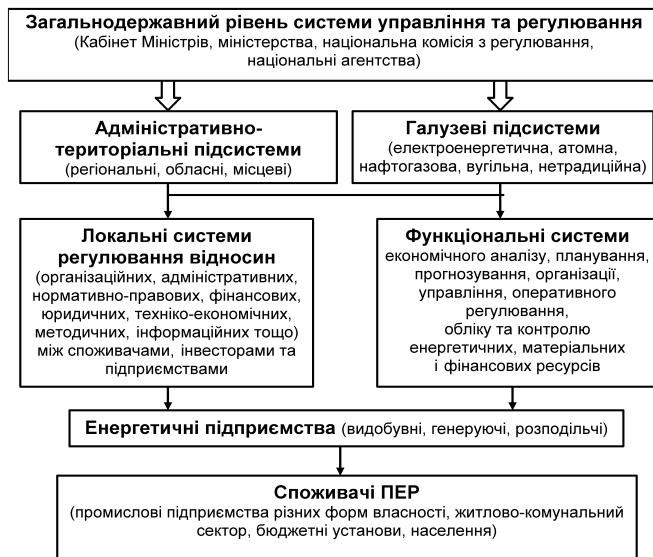 Загальнодержавний рівень системи управління та регулювання
(Кабінет Міністрів, міністерства, національна комісія з регулювання,
національні агентства)
Адміністративно-
територіальні підсистеми
(регіональні, обласні, місцеві)
Галузеві підсистеми
(електроенергетична, атомна,
нафтогазова, вугільна, нетрадиційна)
Локальні системи
регулювання відносин
(організаційних, адміністративних,
нормативно-правових, фінансових,
юридичних, техніко-економічних,
методичних, інформаційних тощо)
між споживачами, інвесторами та
підприємствами
Функціональні системи
економічного аналізу, планування,
прогнозування, організації,
управління, оперативного
регулювання,
обліку та контролю
енергетичних, матеріальних
і фінансових ресурсів
Енергетичні підприємства (видобувні, генеруючі, розподільчі)
Споживачі ПЕР
(промислові підприємства різних форм власності, житлово-комунальний
сектор, бюджетні установи, населення)